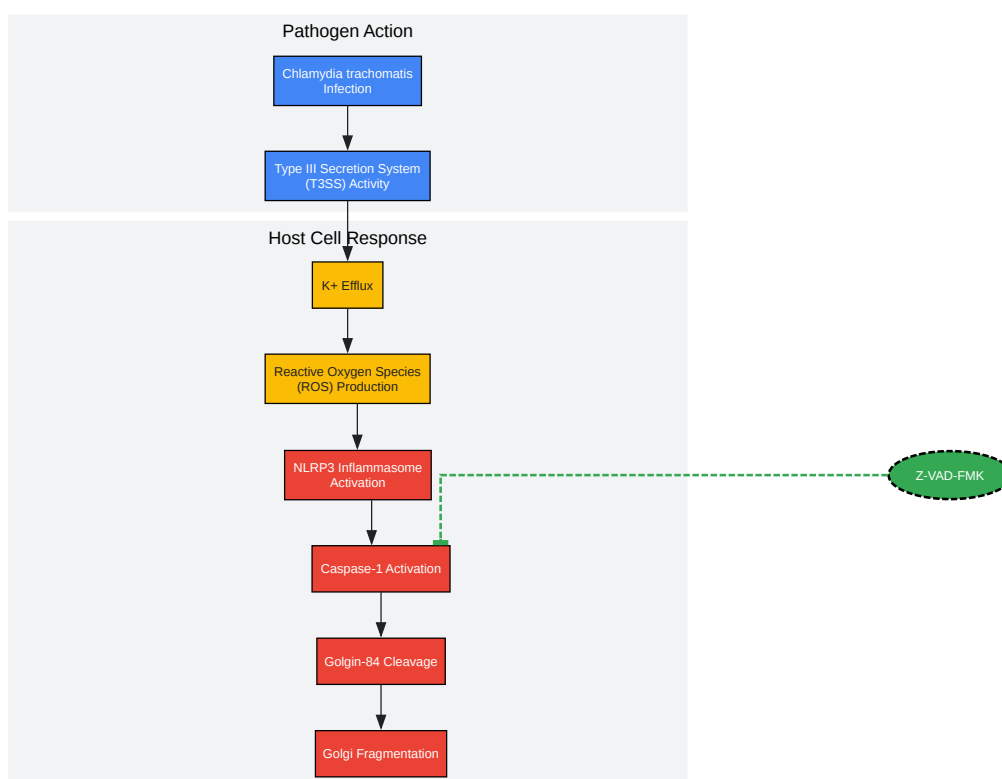 Pathogen Action
Chlamydia trachomatis
Infection
Type III Secretion System
(T3SS) Activity
Host Cell Response
K+ Efflux
Reactive Oxygen Species
(ROS) Production
NLRP3 Inflammasome
Activation
Z-VAD-FMK
Caspase-1 Activation
Golgin-84 Cleavage
Golgi Fragmentation